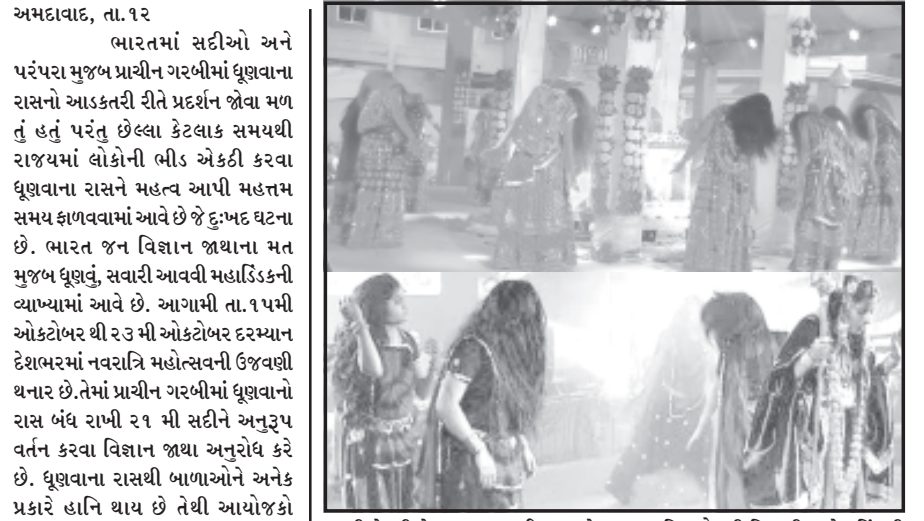 અમદાવાદ, તા.૧૨
ભારતમાં સદીઓ અને
પરંપરા મુજબ પ્રાચીન ગરબીમાં ધૂણવાના
રાસનો આડકતરી રીતે પ્રદર્શન જોવા મળ
તું હતું પરંતુ છેલ્લા કેટલાક સમયથી
રાજયમાં લોકોની ભીડ એકઠી કરવા
ધૂણવાના રાસને મહત્વ આપી મહત્તમ
સમય ફાળવવામાં આવે છે જે દુઃખદ ઘટના
છે. ભારત જન વિજ્ઞાન જાથાના મત
મુજબ ધૂણવું, સવારી આવવી મહાડિંડકની
વ્યાખ્યામાં આવે છે. આગામી તા.૧૫મી
ઓકટોબર થી ૨૩ મી ઓકટોબર દરમ્યાન
દેશભરમાં નવરાત્રિ મહોત્સવની ઉજવણી
થનાર છે.તેમાં પ્રાચીન ગરબીમાં ધૂણવાનો
રાસ બંધ રાખી ૨૧ મી સદીને અનુરૂપ
વર્તન કરવા વિજ્ઞાન જાથા અનુરોધ કરે
છે. ધૂણવાના રાસથી બાળાઓને અનેક
પ્રકારે હાનિ થાય છે તેથી આયોજકો